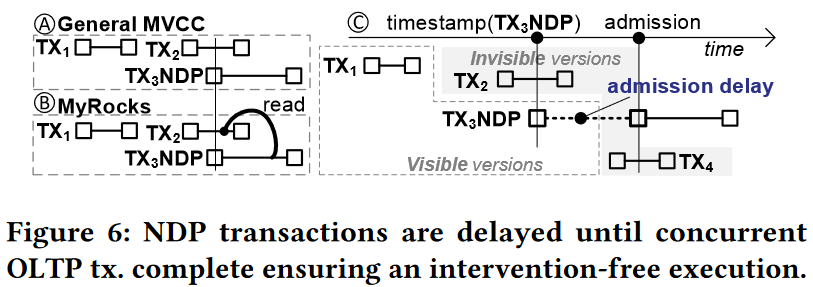 Ⓐ General MVCC
TX1 TX2
TX3NDP
Ⓑ MyRocks
read
TX1 TX2
TX3NDP
Ⓒ timestamp(TX3NDP) admission
time
Invisible versions
TX1
TX2
admission delay
TX3NDP
Visible versions
TX4
Figure 6: NDP transactions are delayed until concurrent
OLTP tx. complete ensuring an intervention-free execution.